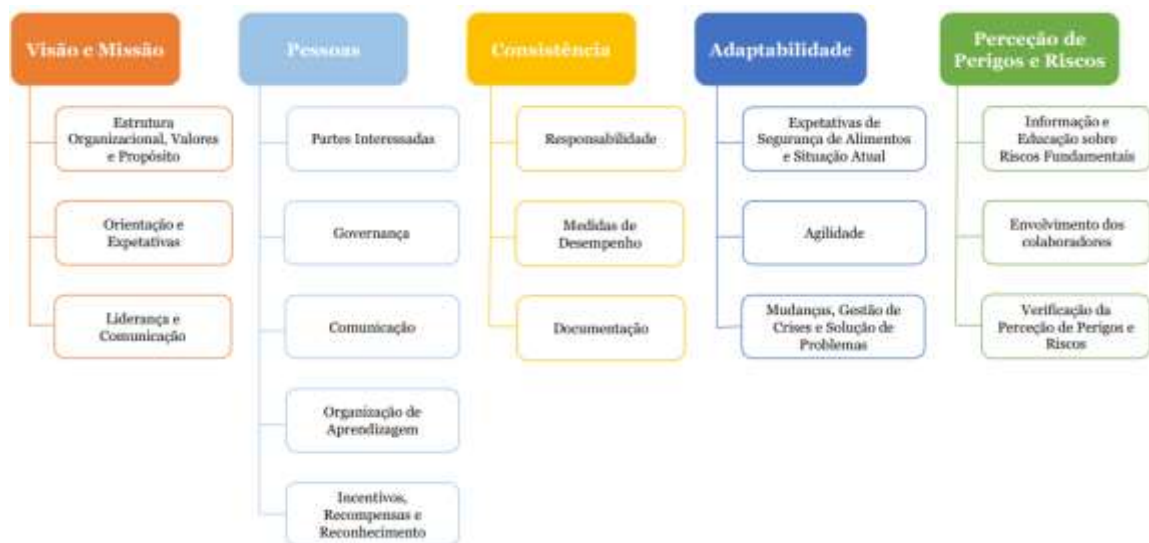 Visão e Missão
Estrutura
Organizacional, Valores
e Propósito
Orientação e
Expetativas
Liderança e
Comunicação
Pessoas
Partes Interessadas
Governança
Comunicação
Organização de
Aprendizagem
Incentivos,
Recompensas e
Reconhecimento
Consistência
Responsabilidade
Medidas de
Desempenho
Documentação
Adaptabilidade
Expetativas de
Segurança de Alimentos
e Situação Atual
Agilidade
Mudanças, Gestão de
Crises e Solução de
Problemas
Perceção de
Perigos e Riscos
Informação e
Educação sobre
Riscos Fundamentais
Envolvimento dos
colaboradores
Verificação da
Perceção de Perigos e
Riscos